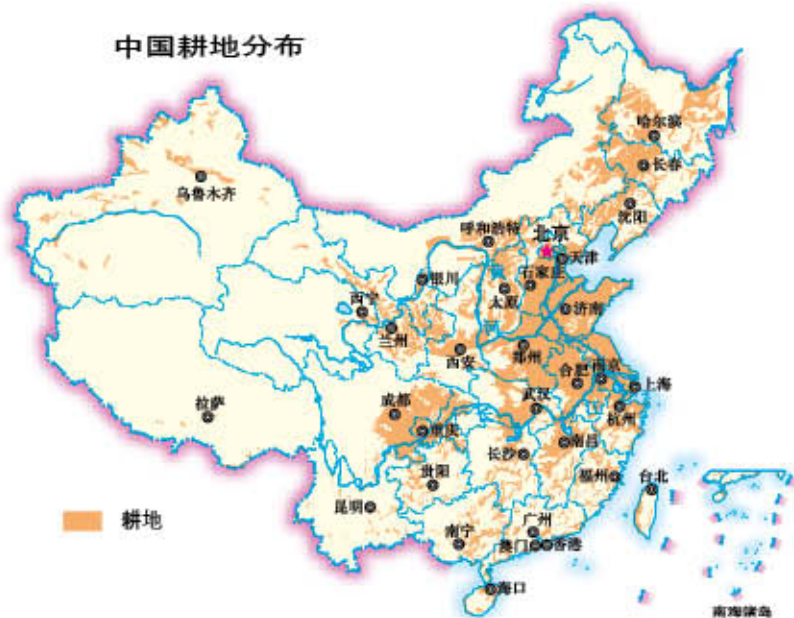 中国耕地分布
哈尔滨
长春
乌鲁木齐
沈阳
呼和浩特
北京
天津
银川
石家庄
太原
西宁
济南
兰州
郑州
西安
合肥
南京
上海
成都
武汉
拉萨
杭州
重庆
南昌
长沙
贵阳
福州
台北
昆明
耕地
广州
南宁
澳门
香港
海口
南海诸岛